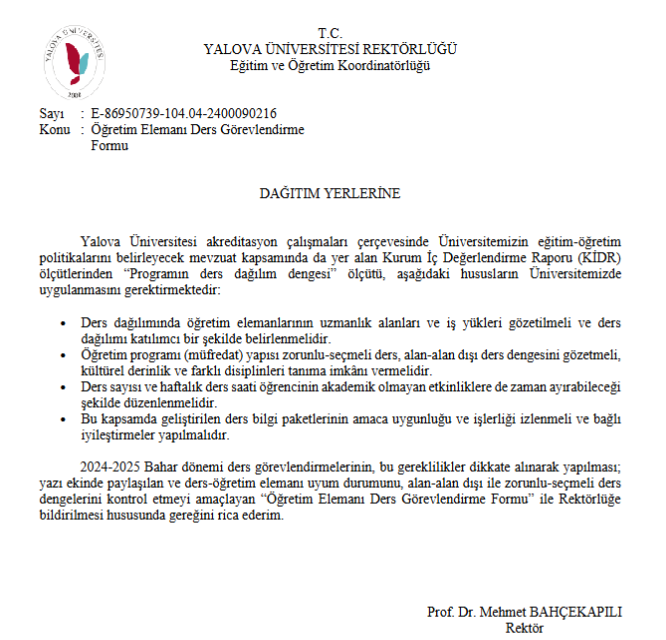 YALOVA ÜNİVERSİTESİ
2008
T.C.
YALOVA ÜNİVERSİTESİ REKTÖRLÜĞÜ
Eğitim ve Öğretim Koordinatörlüğü
Sayı : E-86950739-104.04-2400090216
Konu : Öğretim Elemanı Ders Görevlendirme
Formu
DAĞITIM YERLERİNE
Yalova Üniversitesi akreditasyon çalışmaları çerçevesinde Üniversitemizin eğitim-öğretim
politikalarını belirleyecek mevzuat kapsamında da yer alan Kurum İç Değerlendirme Raporu (KİDR)
ölçütlerinden “Programın ders dağılım dengesi” ölçütü, aşağıdaki hususların Üniversitemizde
uygulanmasını gerektirmektedir:
• Ders dağılımında öğretim elemanlarının uzmanlık alanları ve iş yükleri gözetilmeli ve ders
dağılımı katılımcı bir şekilde belirlenmelidir.
• Öğretim programı (müfredat) yapısı zorunlu-seçmeli ders, alan-alan dışı ders dengesini gözetmeli,
kültürel derinlik ve farklı disiplinleri tanıma imkânı vermelidir.
• Ders sayısı ve haftalık ders saati öğrencinin akademik olmayan etkinliklere de zaman ayırabileceği
şekilde düzenlenmelidir.
• Bu kapsamda geliştirilen ders bilgi paketlerinin amaca uygunluğu ve işlerliği izlenmeli ve bağlı
iyileştirmeler yapılmalıdır.
2024-2025 Bahar dönemi ders görevlendirmelerinin, bu gereklilikler dikkate alınarak yapılması;
yazı ekinde paylaşılan ve ders-öğretim elemanı uyum durumunu, alan-alan dışı ile zorunlu-seçmeli ders
dengelerini kontrol etmeyi amaçlayan “Öğretim Elemanı Ders Görevlendirme Formu” ile Rektörlüğe
bildirilmesi hususunda gereğini rica ederim.
Prof. Dr. Mehmet BAHÇEKAPILI
Rektör